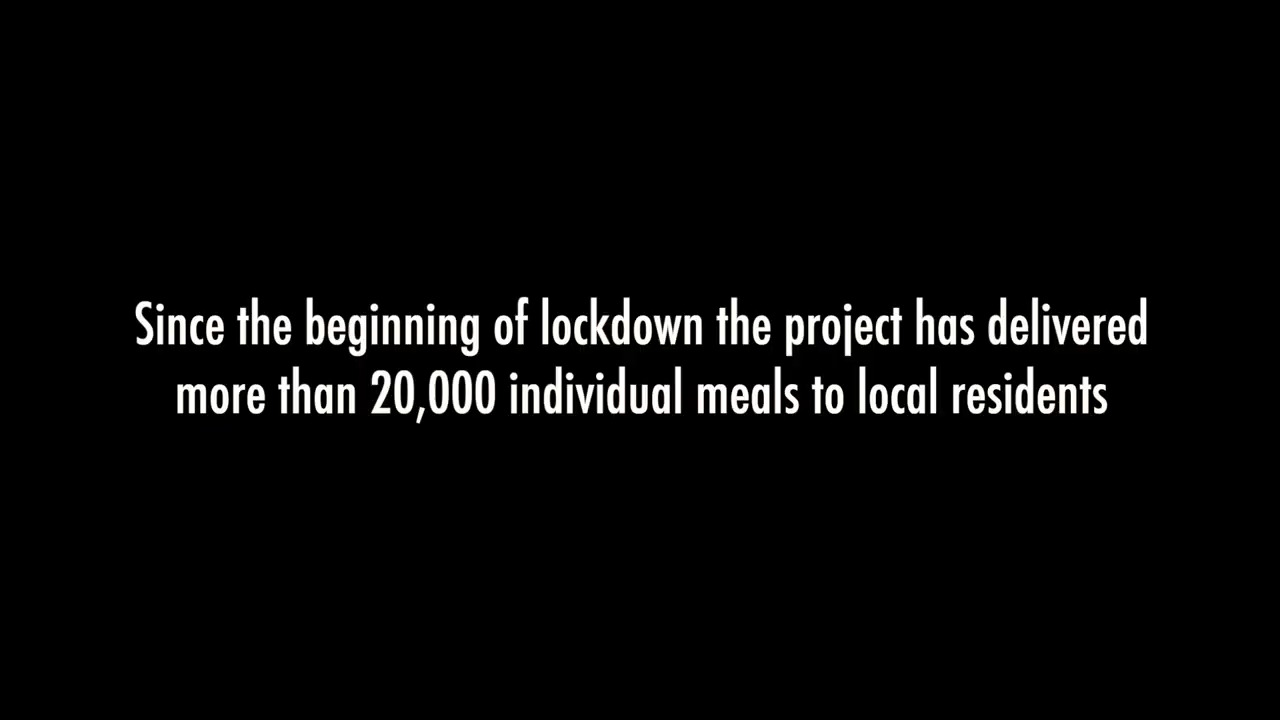 Since the beginning of lockdown the project has delivered
more than 20,000 individual meals to local residents